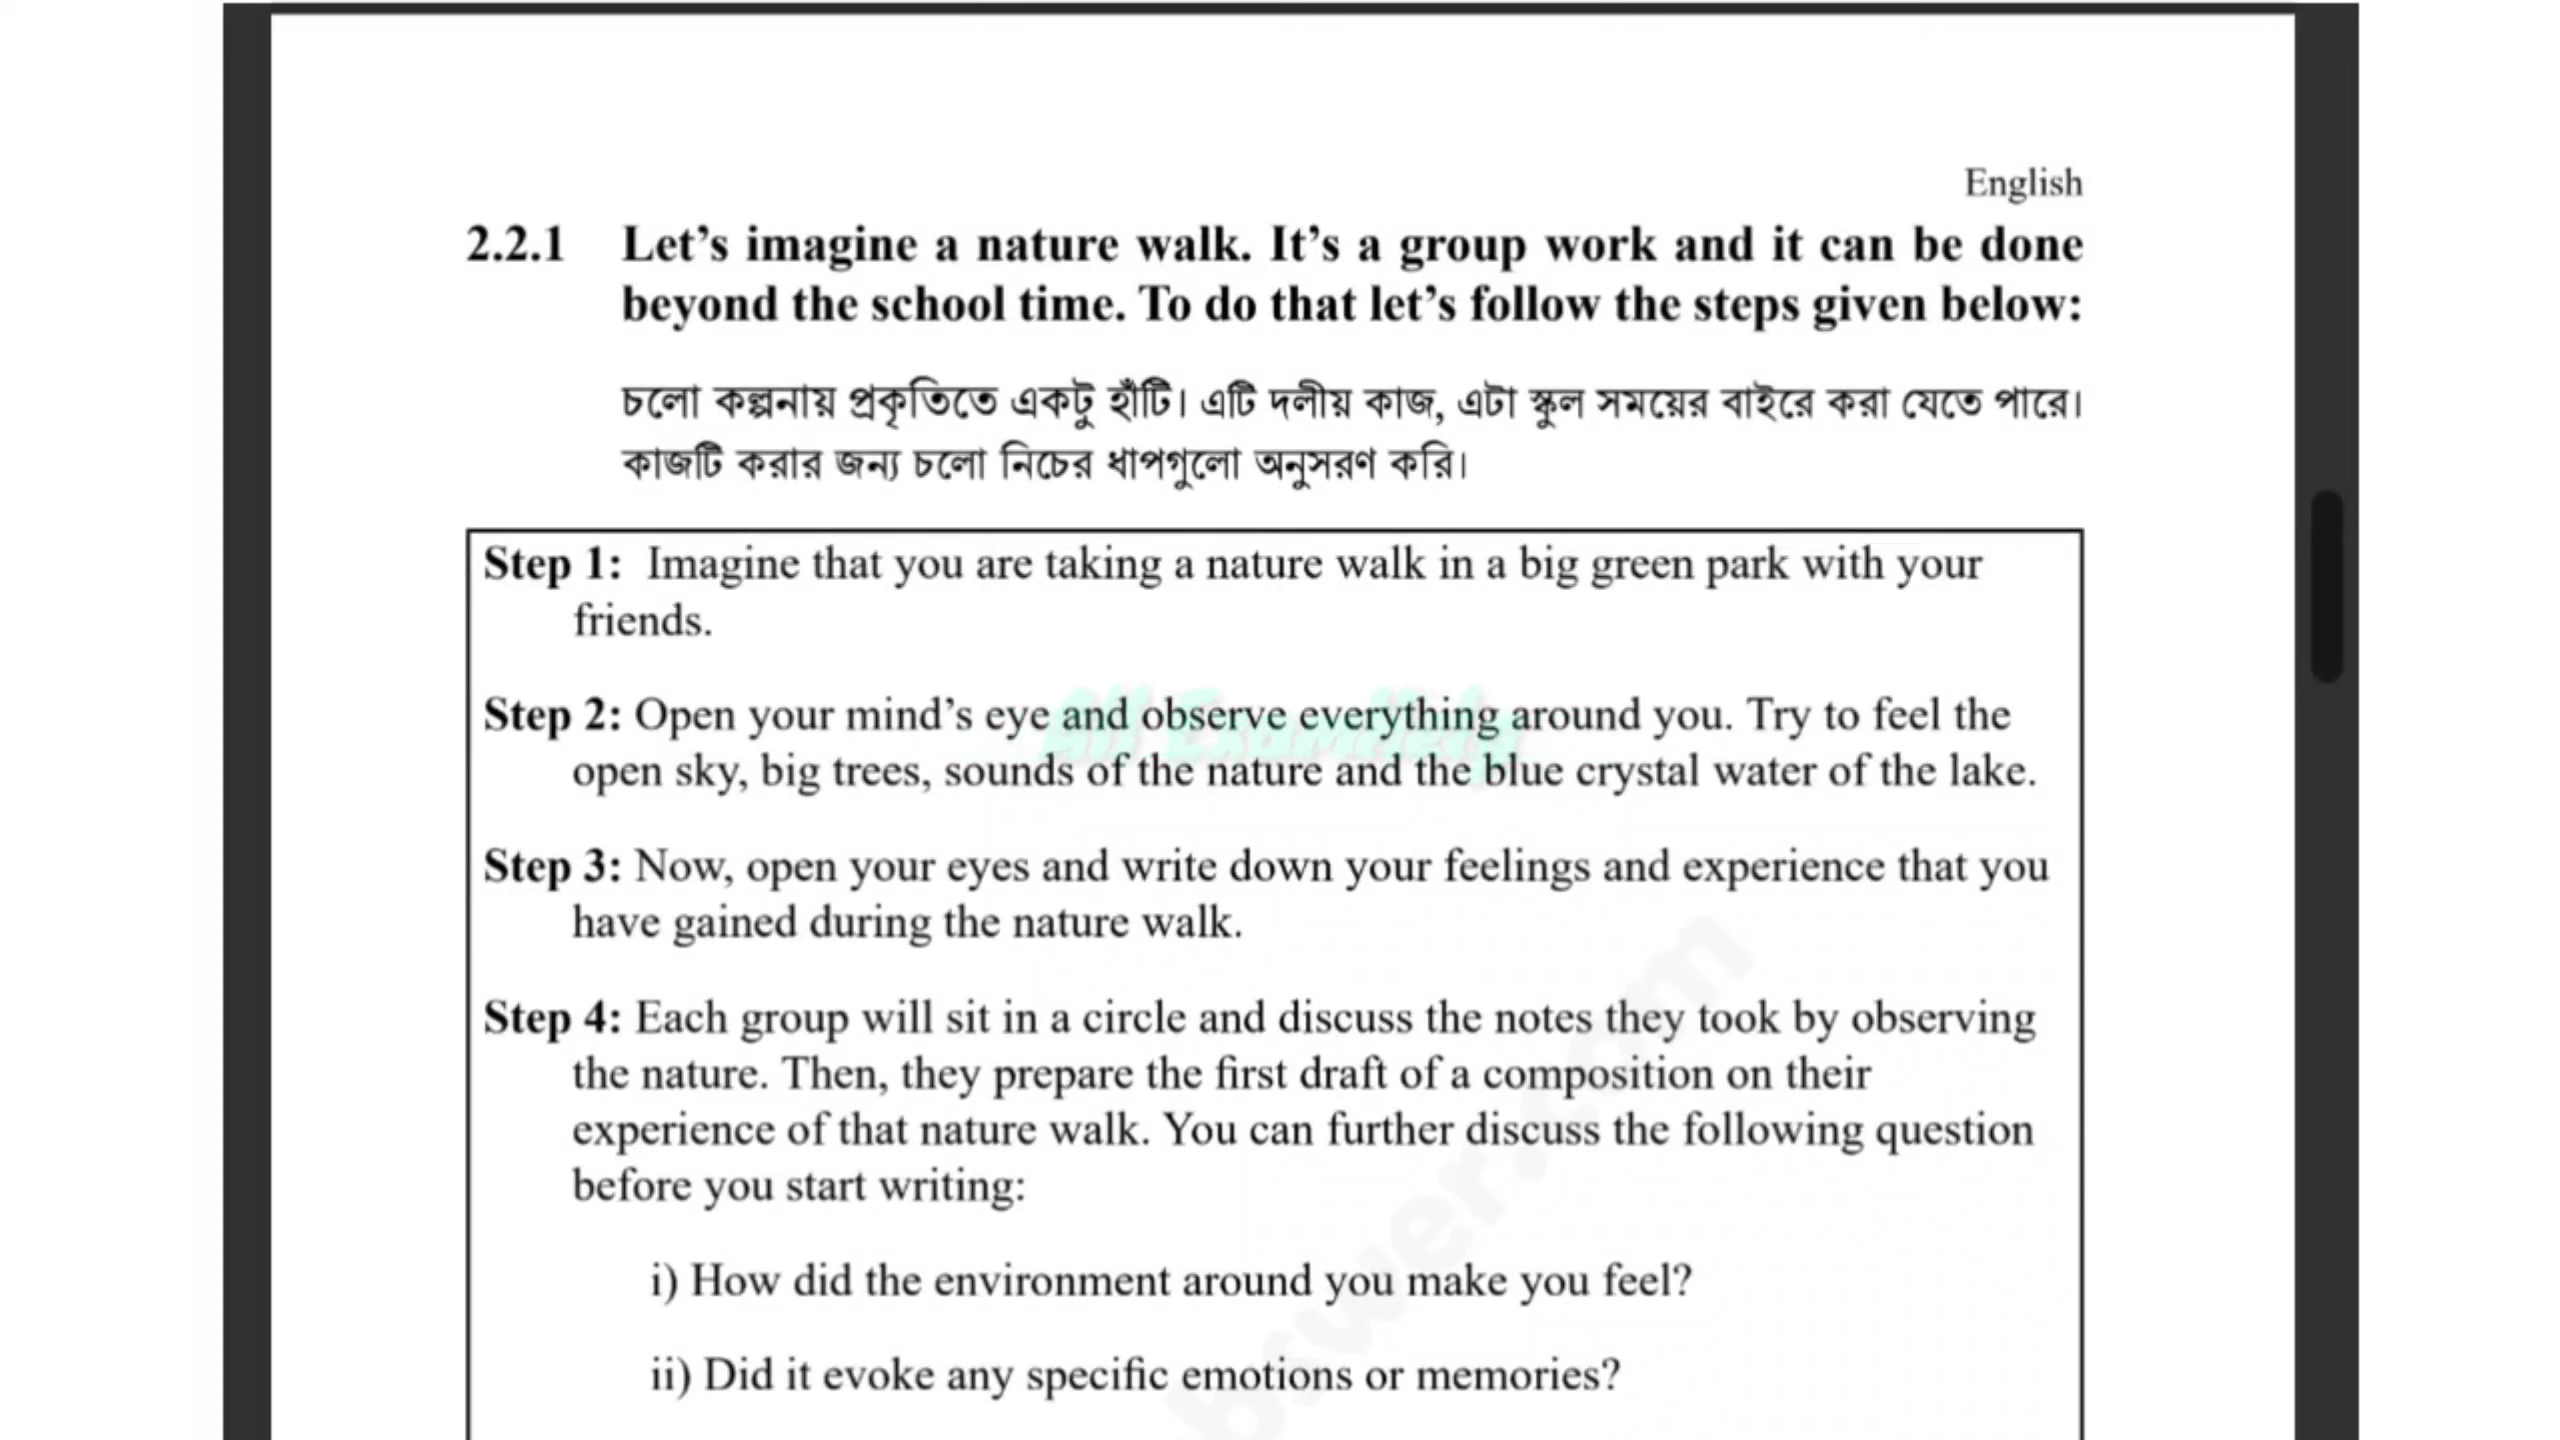 English
2.2.1 Let's imagine a nature walk. It's a group work and it can be done
beyond the school time. To do that let's follow the steps given below:
চলো কল্পনায় প্রকৃতিতে একটু হাঁটি। এটি দলীয় কাজ, এটা স্কুল সময়ের বাইরে করা যেতে পারে।
কাজটি করার জন্য চলো নিচের ধাপগুলো অনুসরণ করি।
Step 1: Imagine that you are taking a nature walk in a big green park with your
friends.
Step 2: Open your mind's eye and observe everything around you. Try to feel the
open sky, big trees, sounds of the nature and the blue crystal water of the lake.
Step 3: Now, open your eyes and write down your feelings and experience that you
have gained during the nature walk.
Step 4: Each group will sit in a circle and discuss the notes they took by observing
the nature. Then, they prepare the first draft of a composition on their
experience of that nature walk. You can further discuss the following question
before you start writing:
i) How did the environment around you make you feel?
ii) Did it evoke any specific emotions or memories?